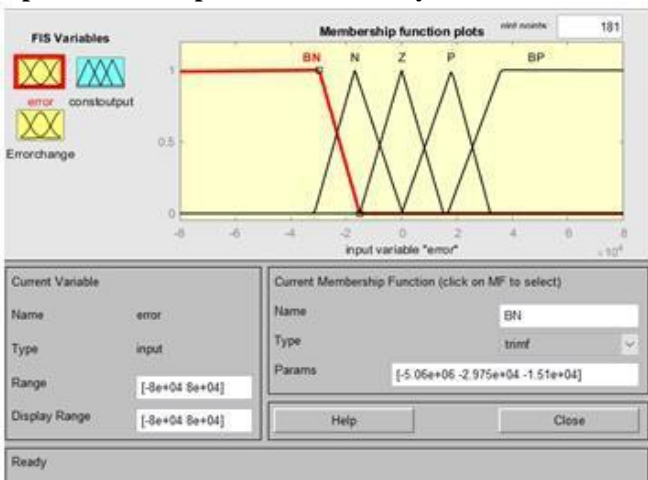 FIS Variables
Membership function plots
plot points:
181
error
constoutput
Errorchange
BN
N
Z
P
BP
1
0.5
0
-8
-6
-4
-2
0
2
4
6
8
input variable "error"
× 10⁴
Current Variable
Name
error
Type
input
Range
[-8e+04 8e+04]
Display Range
[-8e+04 8e+04]
Current Membership Function (click on MF to select)
Name
BN
Type
trimf
Params
[-5.06e+06 -2.975e+04 -1.51e+04]
Help
Close
Ready